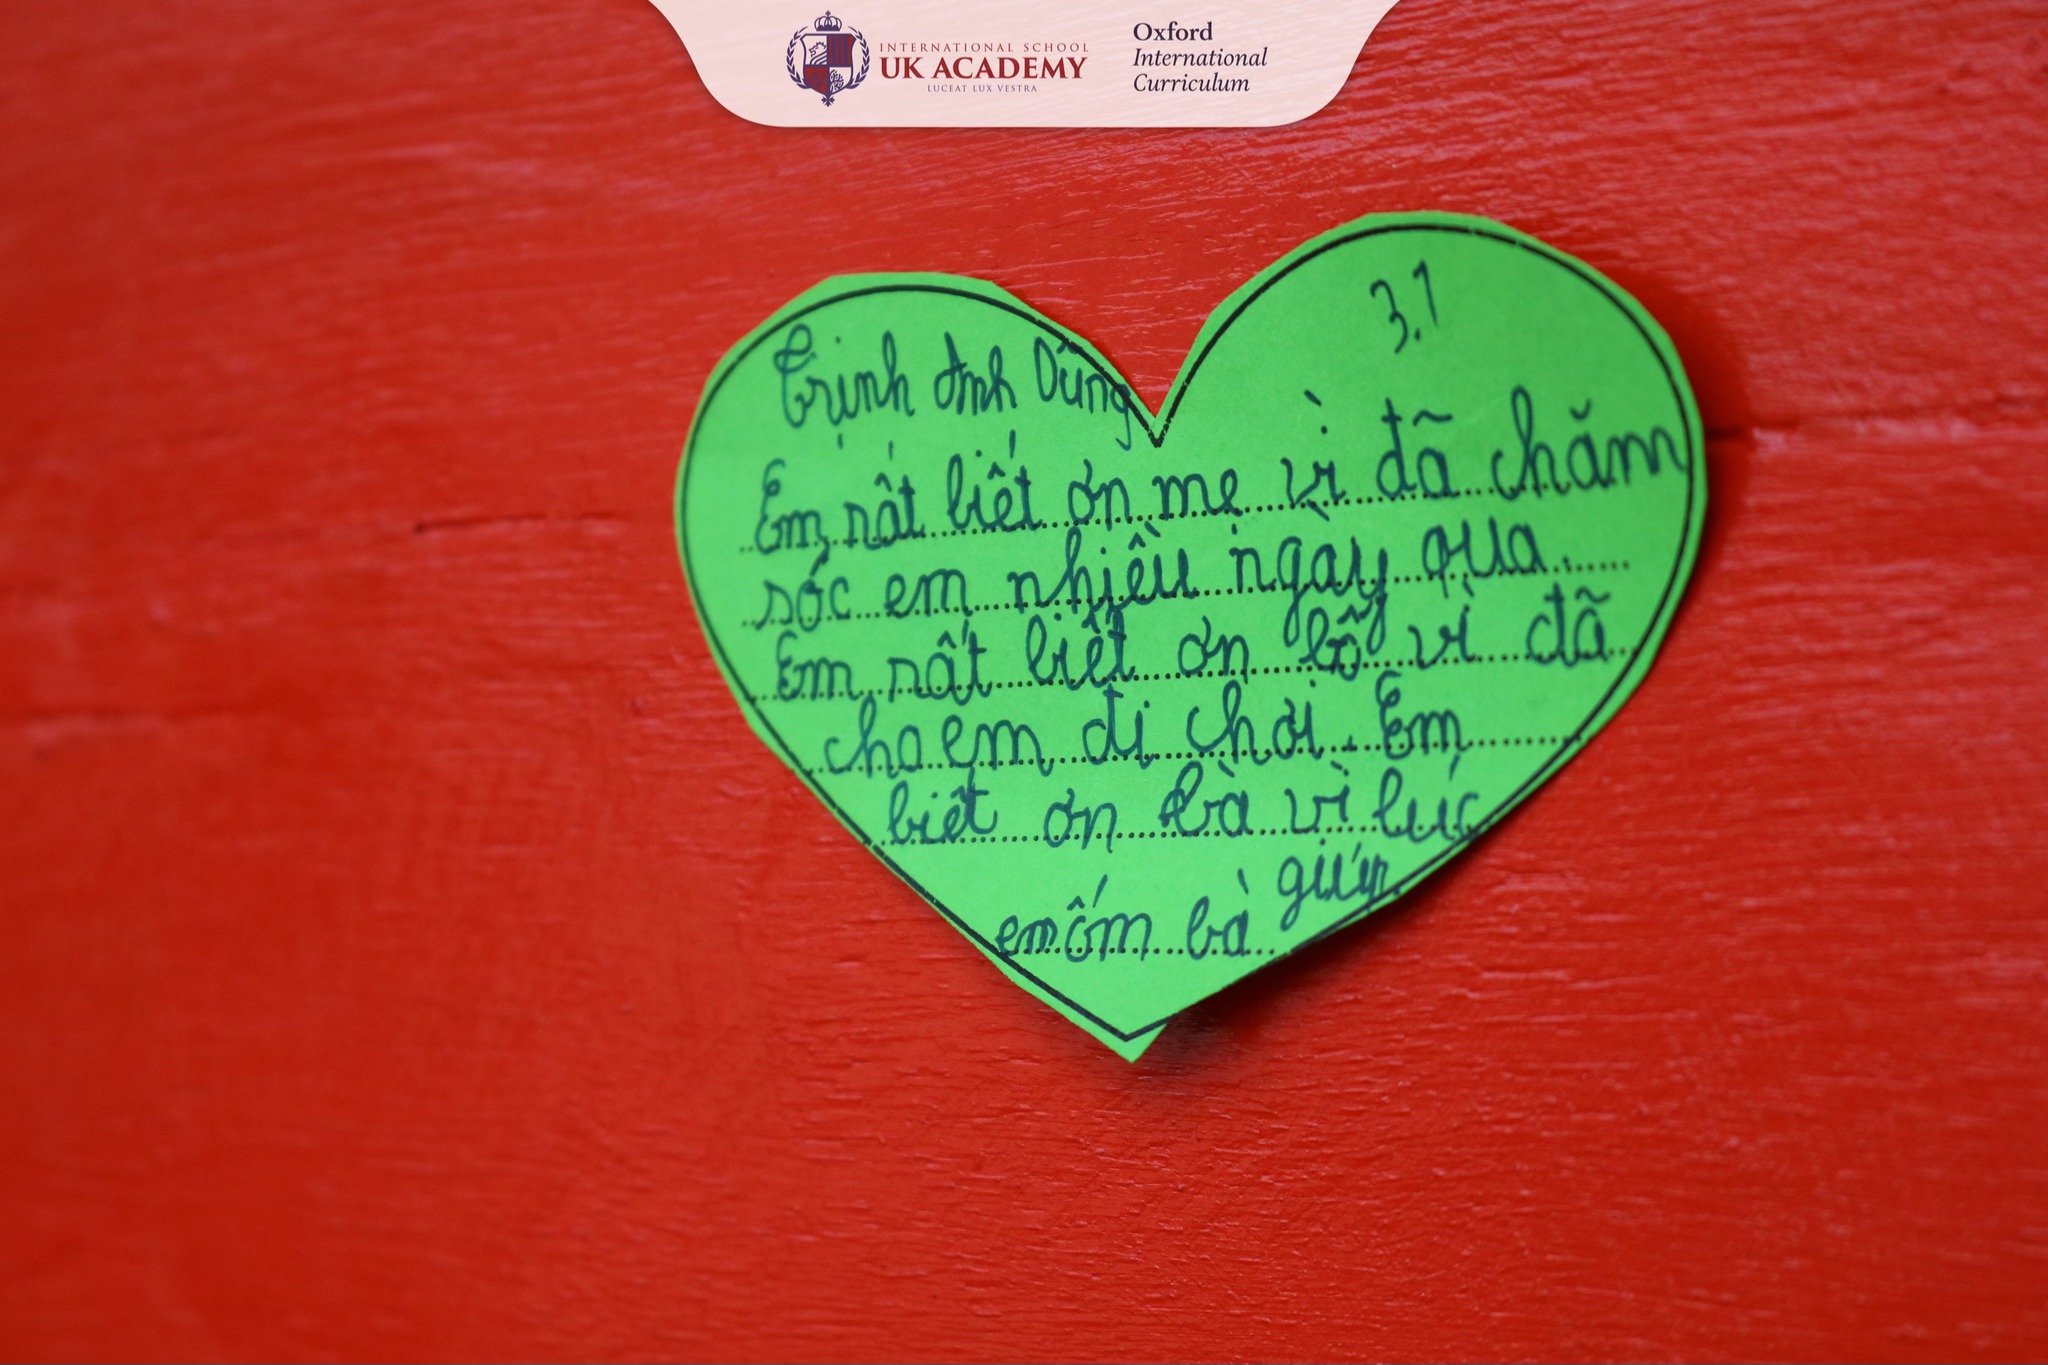 INTERNATIONAL SCHOOL
UK ACADEMY
LUCEAT LUX VESTRA
Oxford
International
Curriculum
3.1
Trịnh Anh Dũng
Em rất biết ơn mẹ vì đã chăm
sóc em nhiều ngày qua.
Em rất biết ơn bố vì đã
cho em đi chơi. Em
biết ơn bà vì lúc
em ốm bà giúp.